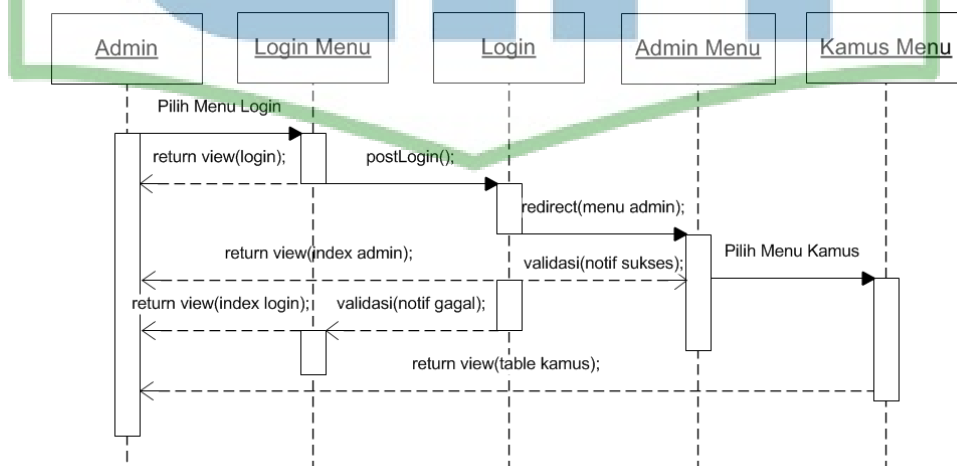 Admin
Login Menu
Login
Admin Menu
Kamus Menu
Pilih Menu Login
return view(login);
postLogin();
redirect(menu admin);
return view(index admin);
validasi(notif sukses);
Pilih Menu Kamus
return view(index login);
validasi(notif gagal);
return view(table kamus);